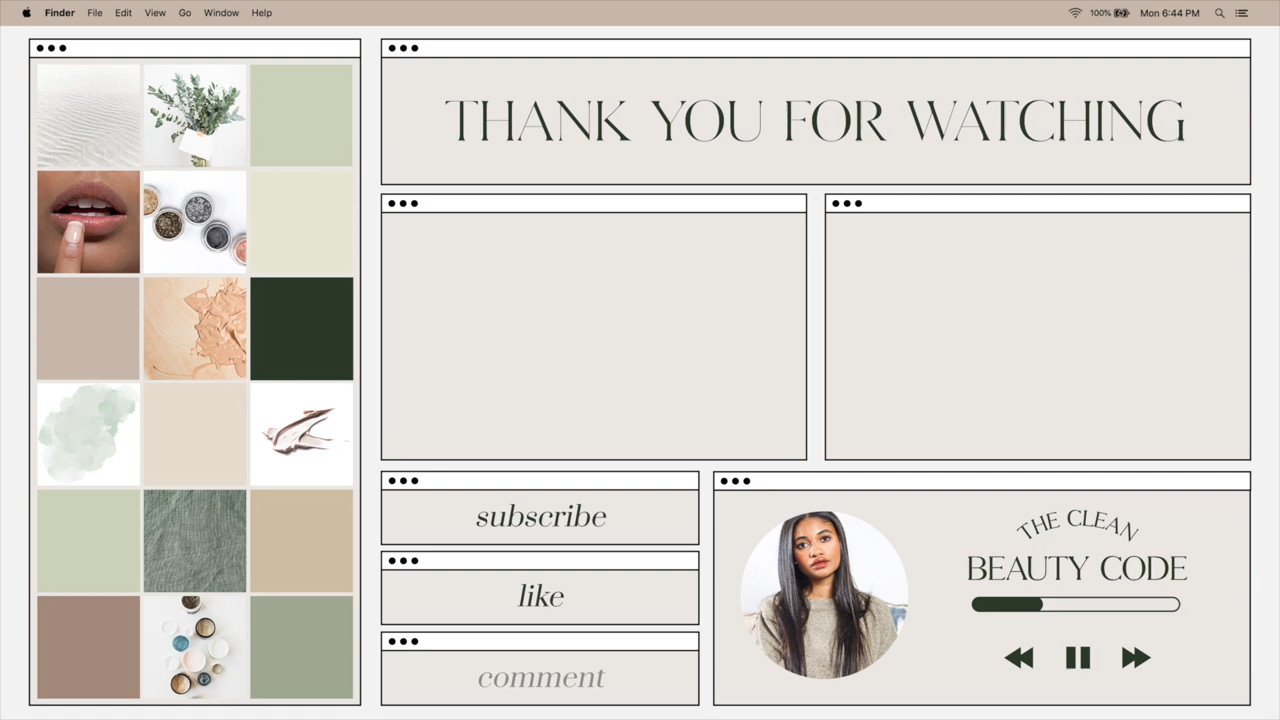 Finder File Edit View Go Window Help 100% Mon 6:44 PM
THANK YOU FOR WATCHING
subscribe
like
comment
THE CLEAN
BEAUTY CODE